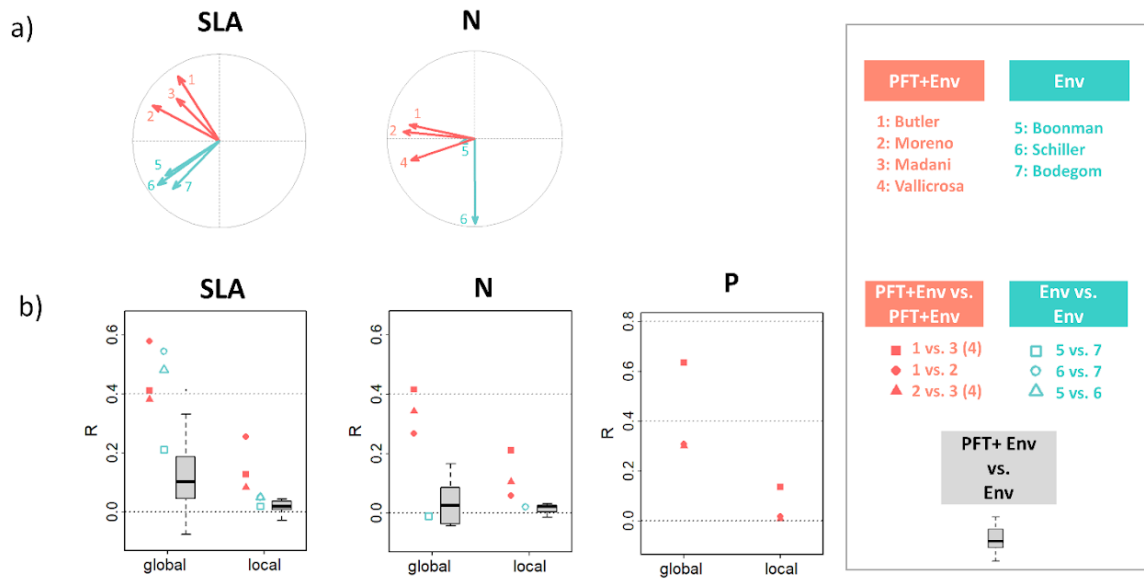 a)
SLA
N
1
3
2
5
6
7
1
2
4
5
6
PFT+Env
Env
1: Butler
2: Moreno
3: Madani
4: Vallicrosa
5: Boonman
6: Schiller
7: Bodegom
b)
SLA
N
P
R
0.0 0.2 0.4 0.6
global local
R
0.0 0.2 0.4 0.6
global local
R
0.0 0.2 0.4 0.6 0.8
global local
PFT+Env vs.
PFT+Env
Env vs.
Env
1 vs. 3 (4)
1 vs. 2
2 vs. 3 (4)
5 vs. 7
6 vs. 7
5 vs. 6
PFT+ Env
vs.
Env